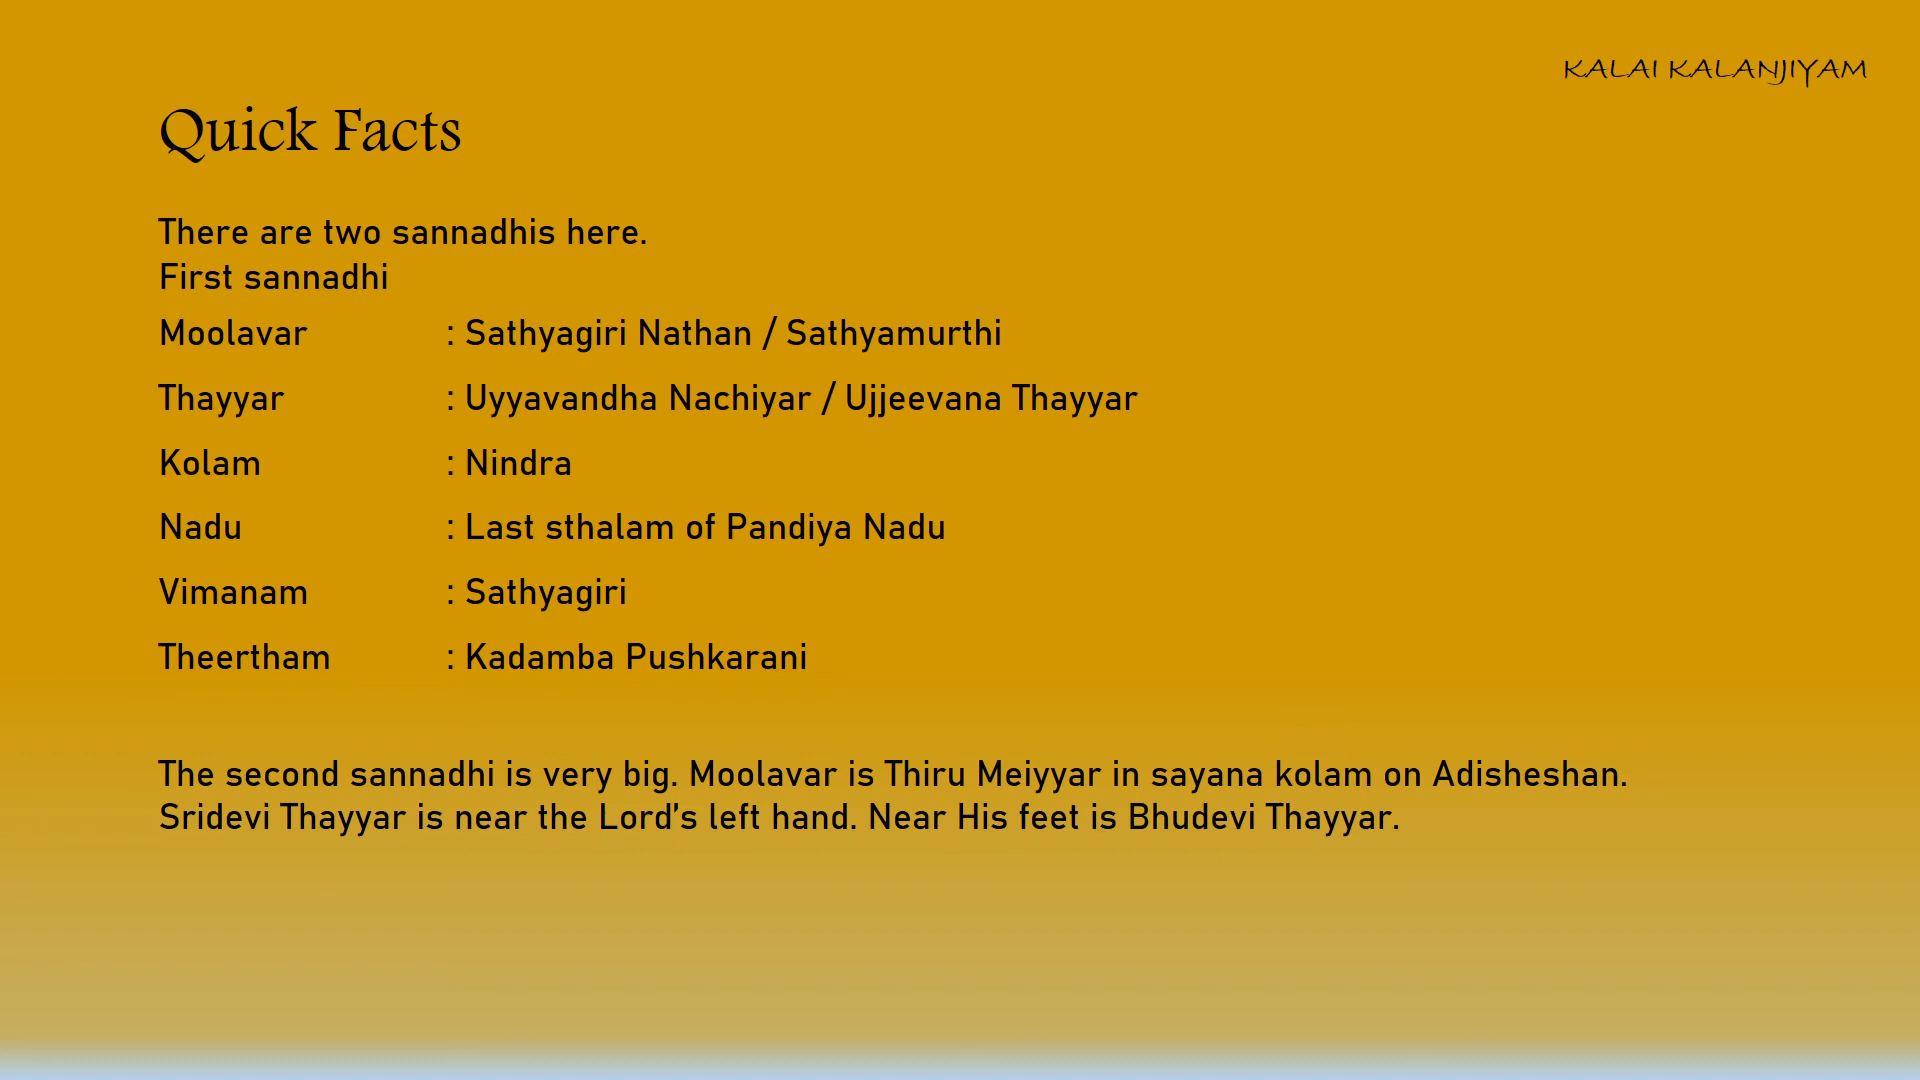 KALAI KALANJIYAM
Quick Facts
There are two sannadhis here.
First sannadhi
Moolavar : Sathyagiri Nathan / Sathyamurthi
Thayyar : Uyyavandha Nachiyar / Ujjeevana Thayyar
Kolam : Nindra
Nadu : Last sthalam of Pandiya Nadu
Vimanam : Sathyagiri
Theertham : Kadamba Pushkarani
The second sannadhi is very big. Moolavar is Thiru Meiyyar in sayana kolam on Adisheshan.
Sridevi Thayyar is near the Lord’s left hand. Near His feet is Bhudevi Thayyar.